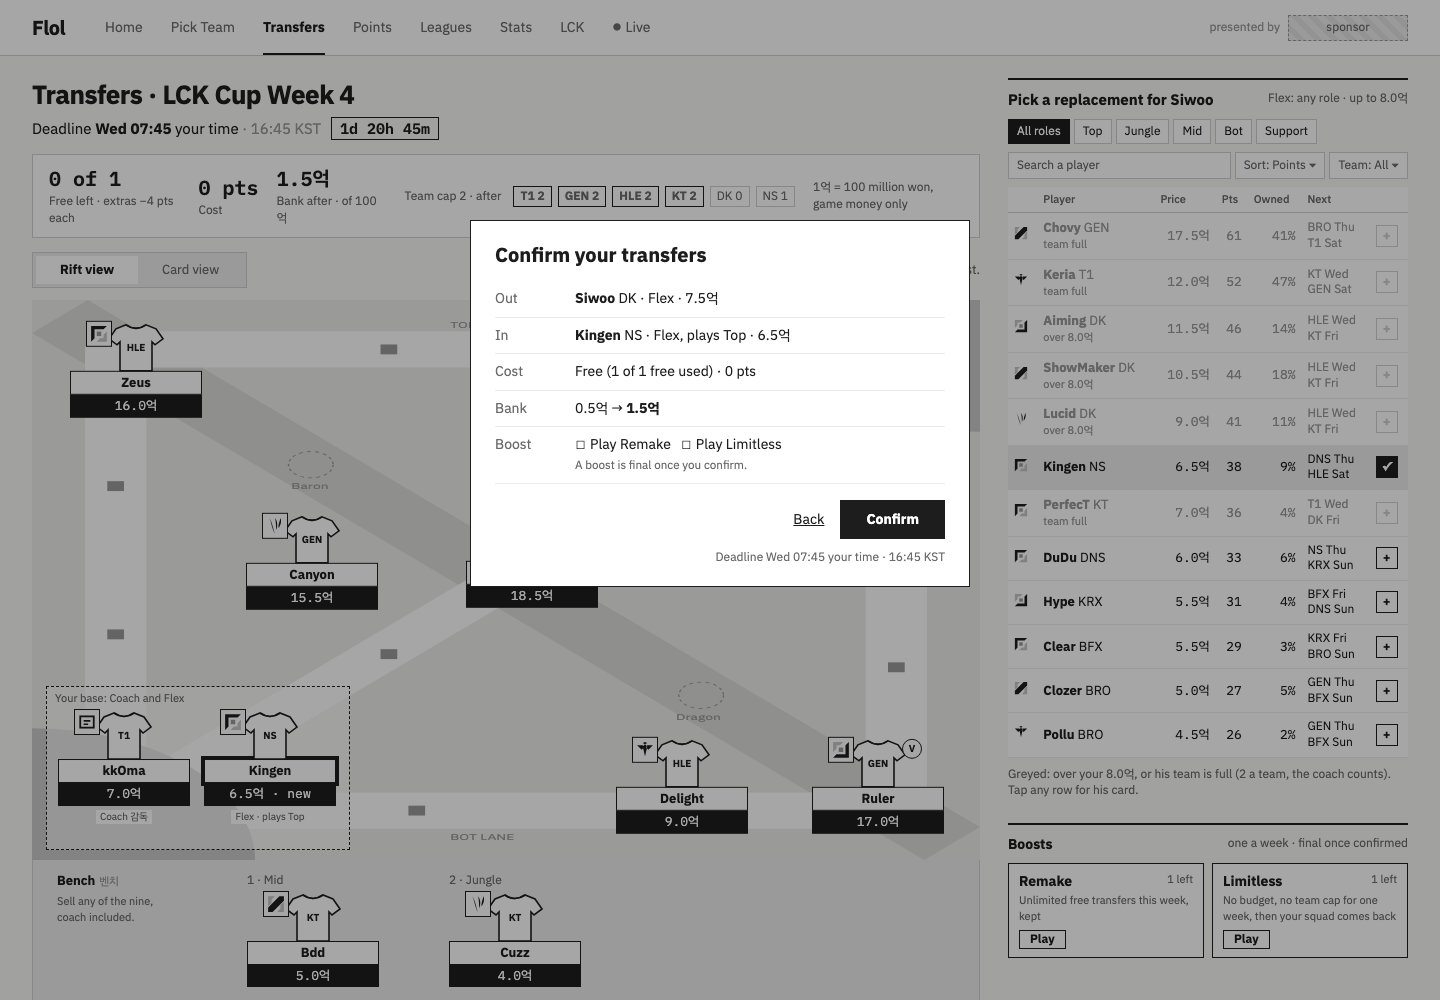 Flol
Home
Pick Team
Transfers
Points
Leagues
Stats
LCK
Live
presented by
sponsor
Transfers · LCK Cup Week 4
Deadline Wed 07:45 your time · 16:45 KST
1d 20h 45m
0 of 1
Free left · extras −4 pts
each
0 pts
Cost
1.5억
Bank after · of 100
억
Team cap 2 · after
T1 2
GEN 2
HLE 2
KT 2
DK 0
NS 1
1억 = 100 million won,
game money only
Rift view
Card view
HLE
Zeus
16.0억
Baron
GEN
Canyon
15.5억
18.5억
Your base: Coach and Flex
T1
kkOma
7.0억
Coach 감독
NS
Kingen
6.5억 · new
Flex · plays Top
Dragon
HLE
Delight
9.0억
GEN
V
Ruler
17.0억
BOT LANE
Bench 벤치
Sell any of the nine,
coach included.
1 · Mid
KT
Bdd
5.0억
2 · Jungle
KT
Cuzz
4.0억
Confirm your transfers
Out
Siwoo DK · Flex · 7.5억
In
Kingen NS · Flex, plays Top · 6.5억
Cost
Free (1 of 1 free used) · 0 pts
Bank
0.5억 → 1.5억
Boost
☐ Play Remake ☐ Play Limitless
A boost is final once you confirm.
Back
Confirm
Deadline Wed 07:45 your time · 16:45 KST
Pick a replacement for Siwoo
Flex: any role · up to 8.0억
All roles
Top
Jungle
Mid
Bot
Support
Search a player
Sort: Points ▾
Team: All ▾
Player Price Pts Owned Next
Chovy GEN 17.5억 61 41% BRO Thu
team full T1 Sat
+
Keria T1 12.0억 52 47% KT Wed
team full GEN Sat
+
Aiming DK 11.5억 46 14% HLE Wed
over 8.0억 KT Fri
+
ShowMaker DK 10.5억 44 18% HLE Wed
over 8.0억 KT Fri
+
Lucid DK 9.0억 41 11% HLE Wed
over 8.0억 KT Fri
+
Kingen NS 6.5억 38 9% DNS Thu
HLE Sat
✔
PerfecT KT 7.0억 36 4% T1 Wed
team full DK Fri
+
DuDu DNS 6.0억 33 6% NS Thu
KRX Sun
+
Hype KRX 5.5억 31 4% BFX Fri
DNS Sun
+
Clear BFX 5.5억 29 3% KRX Fri
BRO Sun
+
Clozer BRO 5.0억 27 5% GEN Thu
BFX Sun
+
Pollu BRO 4.5억 26 2% GEN Thu
BFX Sun
+
Greyed: over your 8.0억, or his team is full (2 a team, the coach counts).
Tap any row for his card.
Boosts
one a week · final once confirmed
Remake
1 left
Unlimited free transfers this week,
kept
Play
Limitless
1 left
No budget, no team cap for one
week, then your squad comes back
Play